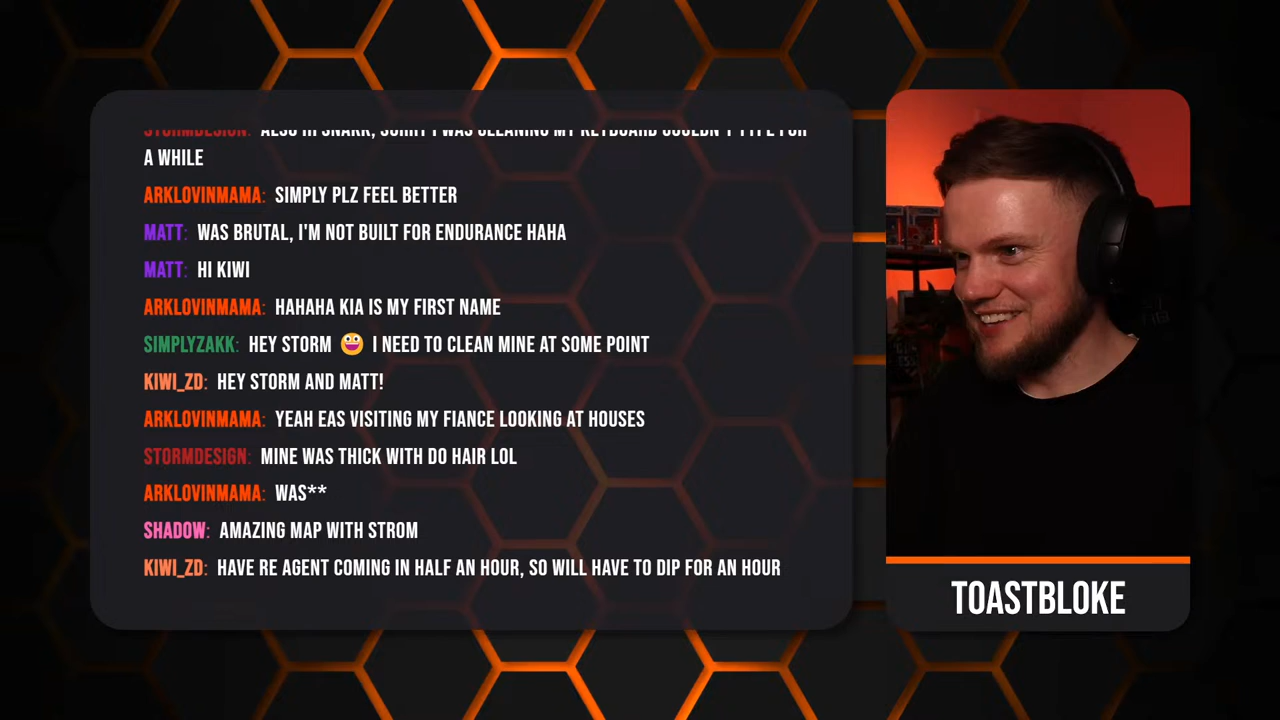 A WHILE
ARKLOVINMAMA: SIMPLY PLZ FEEL BETTER
MATT: WAS BRUTAL, I'M NOT BUILT FOR ENDURANCE HAHA
MATT: HI KIWI
ARKLOVINMAMA: HAHAHA KIA IS MY FIRST NAME
SIMPLYZAKK: HEY STORM 😀 I NEED TO CLEAN MINE AT SOME POINT
KIWI_ZD: HEY STORM AND MATT!
ARKLOVINMAMA: YEAH EAS VISITING MY FIANCE LOOKING AT HOUSES
STORMDESIGN: MINE WAS THICK WITH DO HAIR LOL
ARKLOVINMAMA: WAS**
SHADOW: AMAZING MAP WITH STROM
KIWI_ZD: HAVE RE AGENT COMING IN HALF AN HOUR, SO WILL HAVE TO DIP FOR AN HOUR
TOASTBLOKE